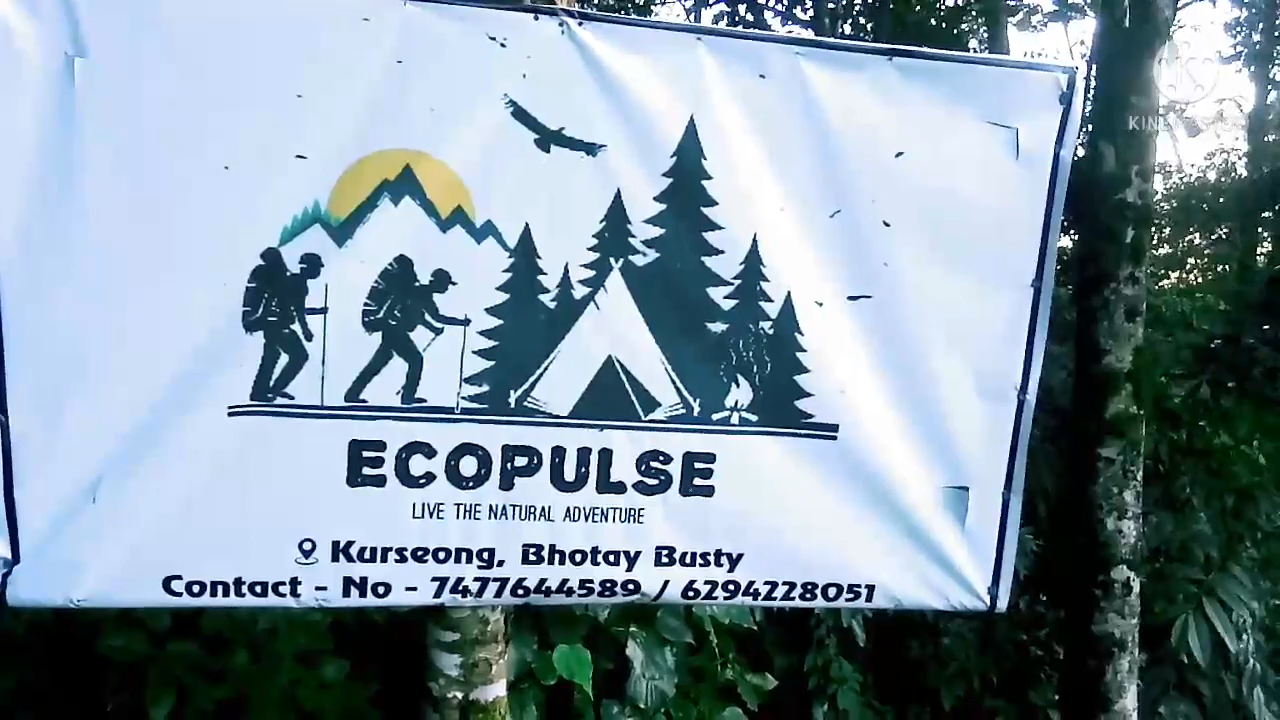 ECOPULSE
LIVE THE NATURAL ADVENTURE
Kurseong, Bhotay Busty
Contact - No - 7477644589 / 6294228051